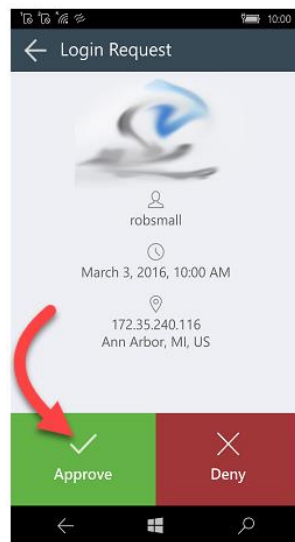 10:00
Login Request
robsmall
March 3, 2016, 10:00 AM
172.35.240.116
Ann Arbor, MI, US
Approve
Deny